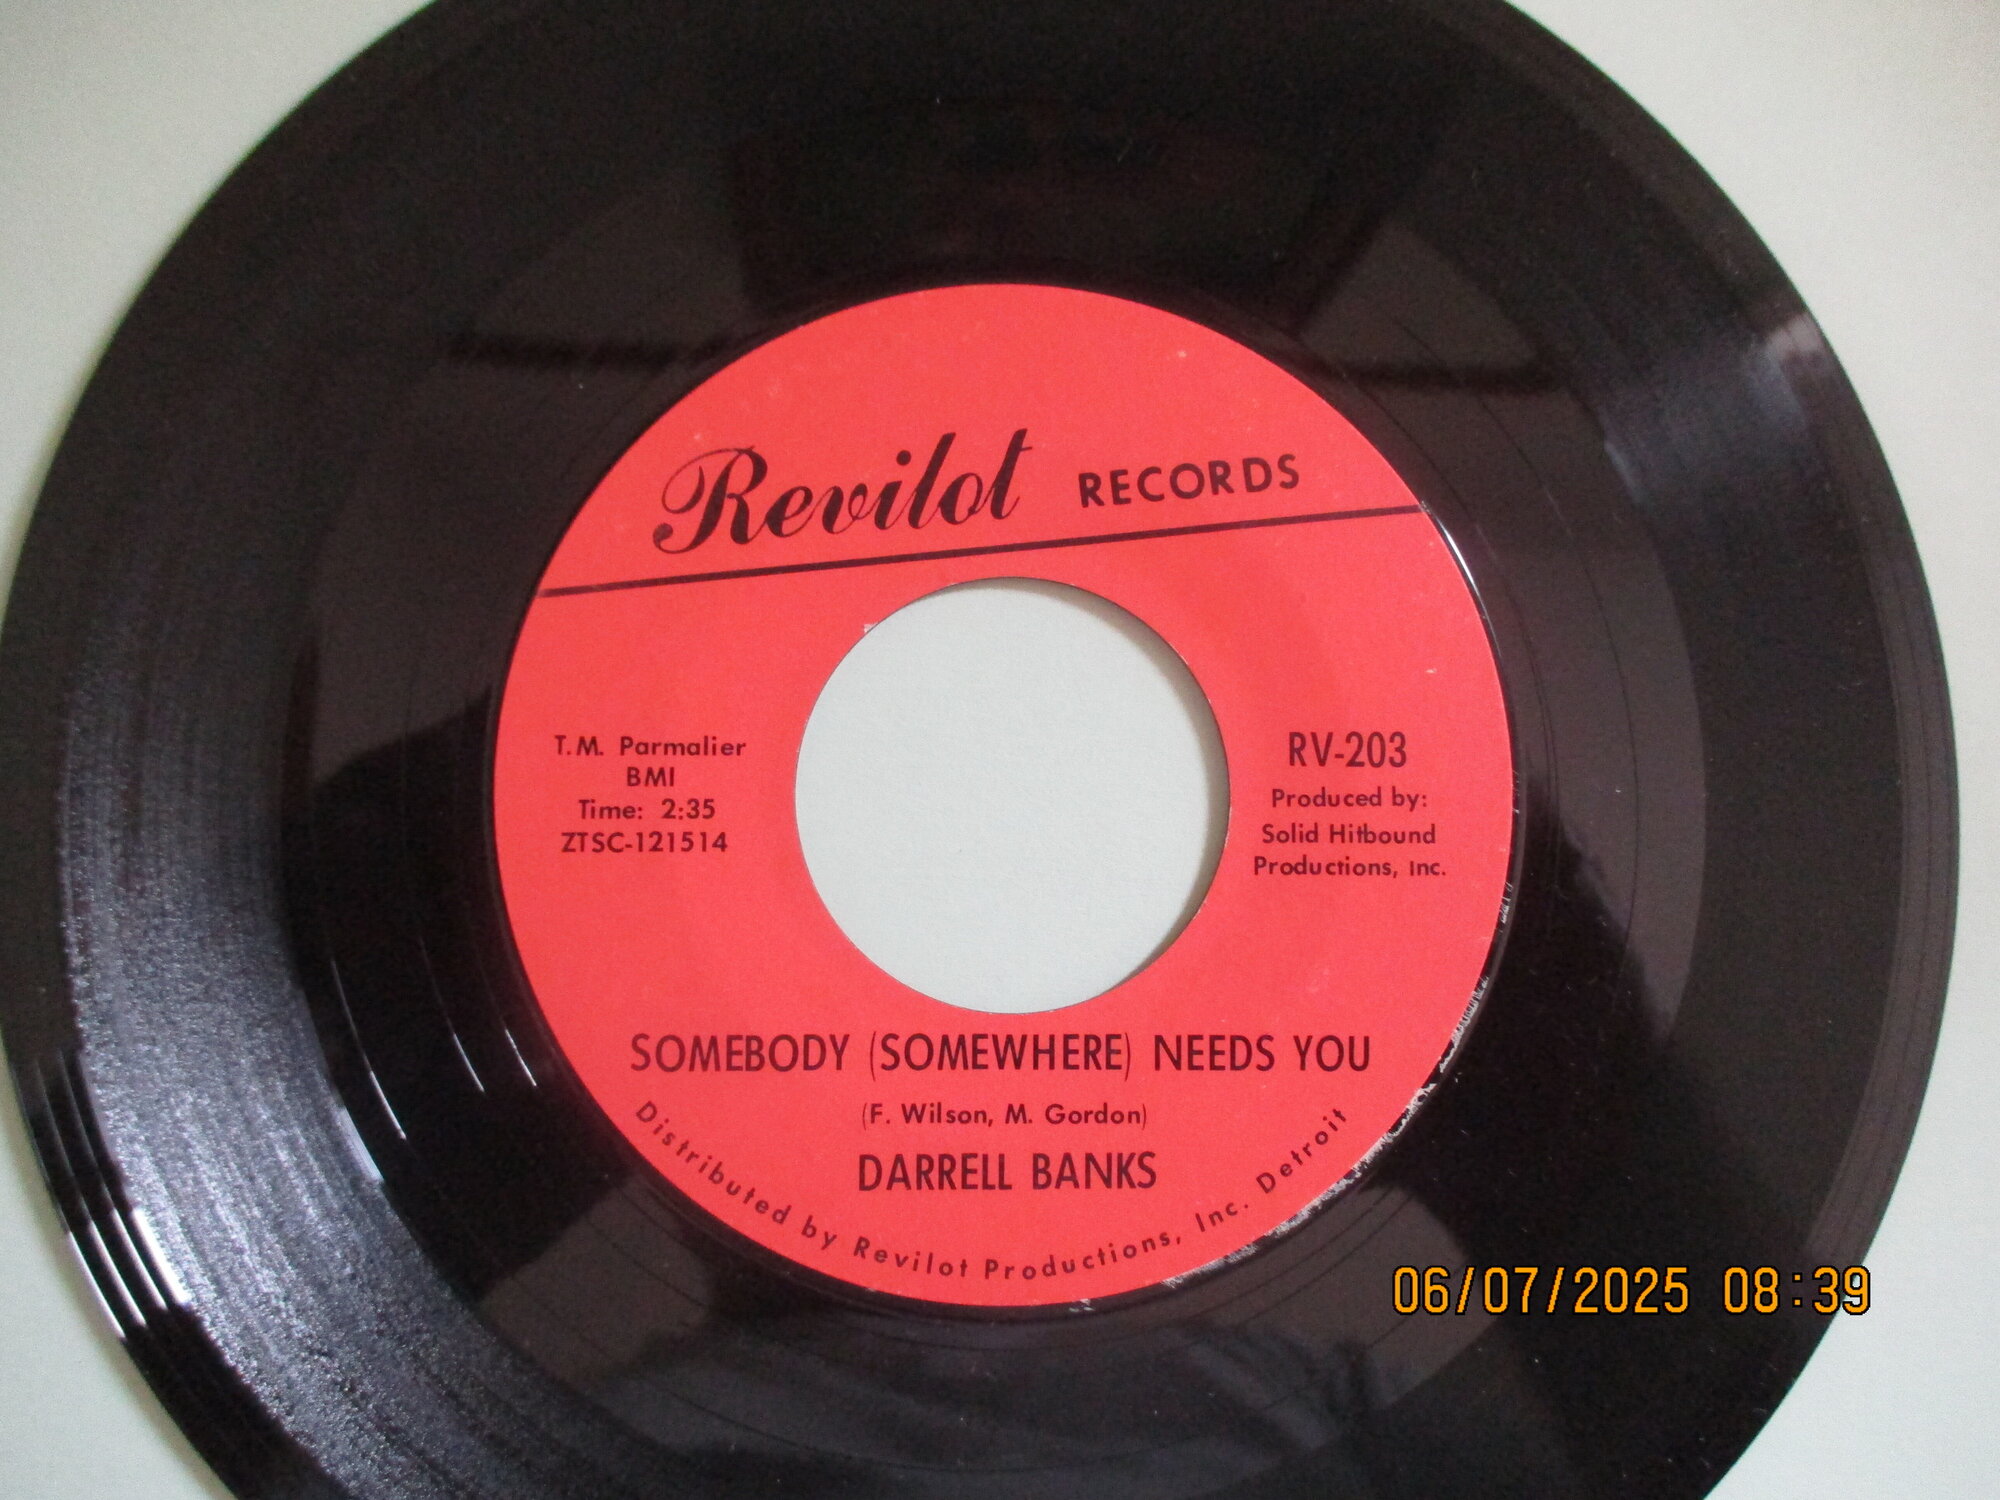 Revilot RECORDS
T.M. Parmalier
BMI
Time: 2:35
ZTSC-121514
RV-203
Produced by:
Solid Hitbound
Productions, Inc.
SOMEBODY (SOMEWHERE) NEEDS YOU
(F. Wilson, M. Gordon)
DARRELL BANKS
Distributed by Revilot Productions, Inc. Detroit
06/07/2025 08:39